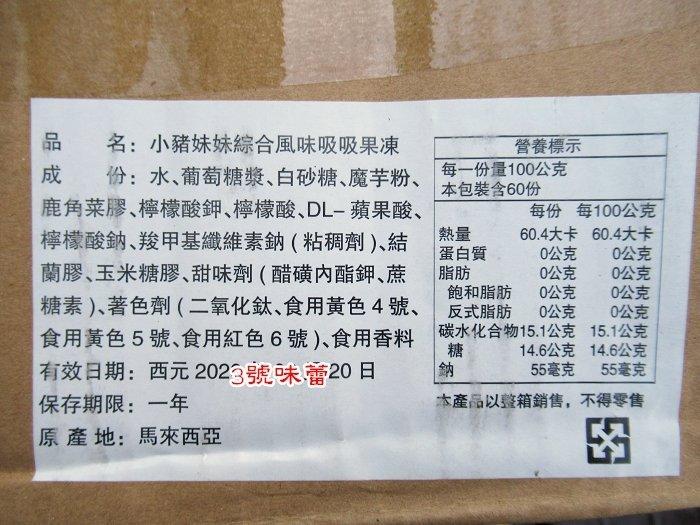 品 名：小豬妹妹綜合風味吸吸果凍
成 份：水、葡萄糖漿、白砂糖、魔芋粉、
鹿角菜膠、檸檬酸鉀、檸檬酸、DL-蘋果酸、
檸檬酸鈉、羧甲基纖維素鈉(粘稠劑)、結
蘭膠、玉米糖膠、甜味劑(醋磺內酯鉀、蔗
糖素)、著色劑(二氧化鈦、食用黃色4號、
食用黃色5號、食用紅色6號)、食用香料
有效日期：西元202 20日
3號味蕾
保存期限：一年
原產地：馬來西亞
營養標示
每一份量100公克
本包裝含60份
每份 每100公克
熱量 60.4大卡 60.4大卡
蛋白質 0公克 0公克
脂肪 0公克 0公克
飽和脂肪 0公克 0公克
反式脂肪 0公克 0公克
碳水化合物15.1公克 15.1公克
糖 14.6公克 14.6公克
鈉 55毫克 55毫克
本產品以整箱銷售，不得零售